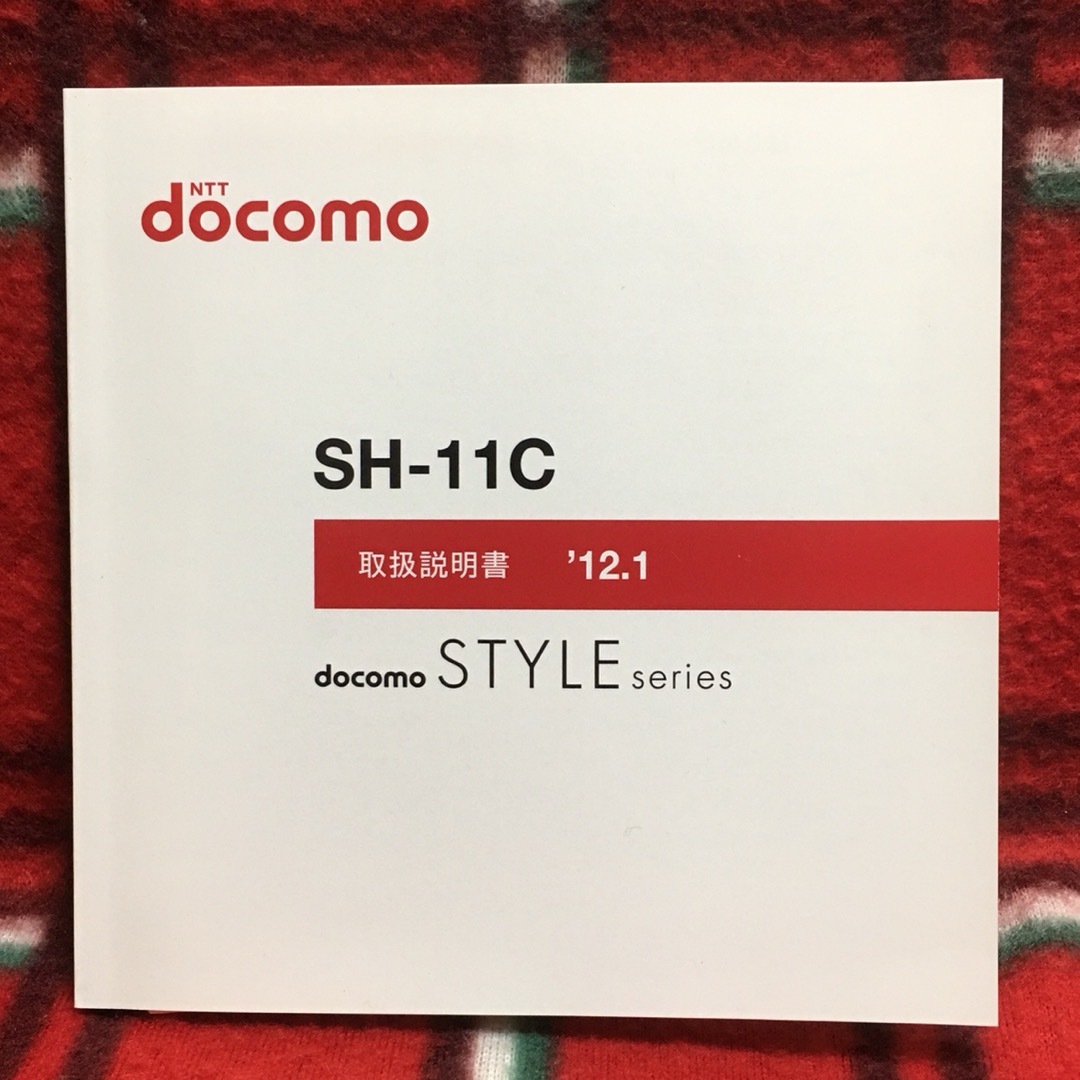 NTT
docomo
SH-11C
取扱説明書 ’12.1
docomo STYLE series